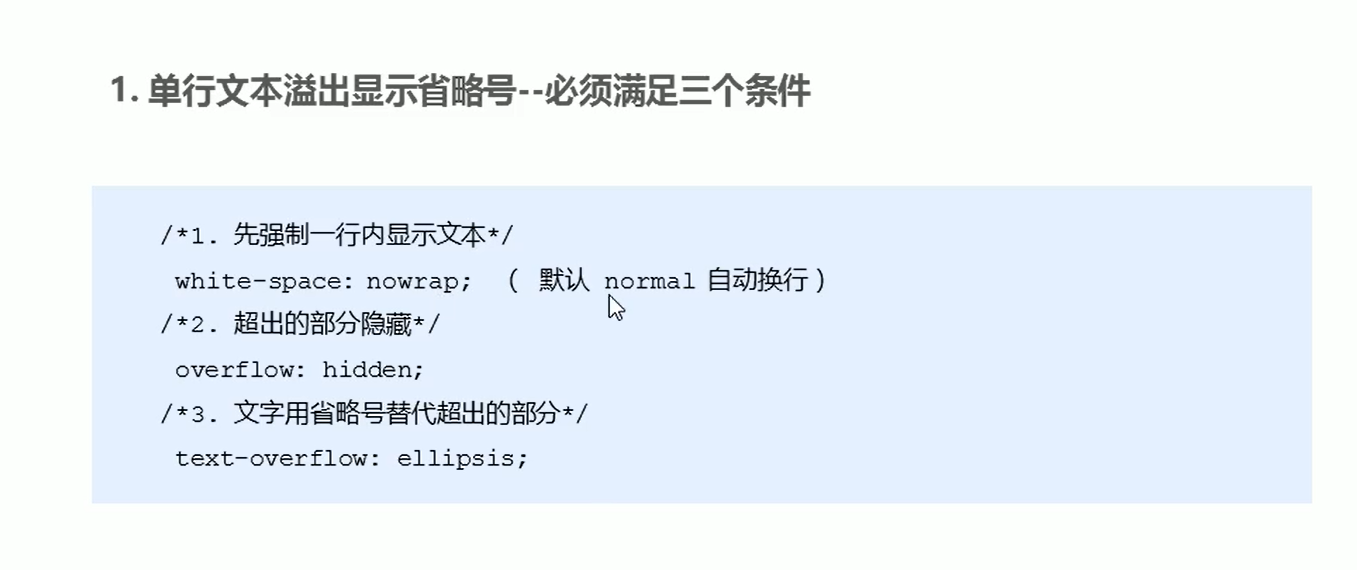 1. 单行文本溢出显示省略号--必须满足三个条件
/*1. 先强制一行内显示文本*/
white-space: nowrap; ( 默认 normal 自动换行)
/*2. 超出的部分隐藏*/
overflow: hidden;
/*3. 文字用省略号替代超出的部分*/
text-overflow: ellipsis;